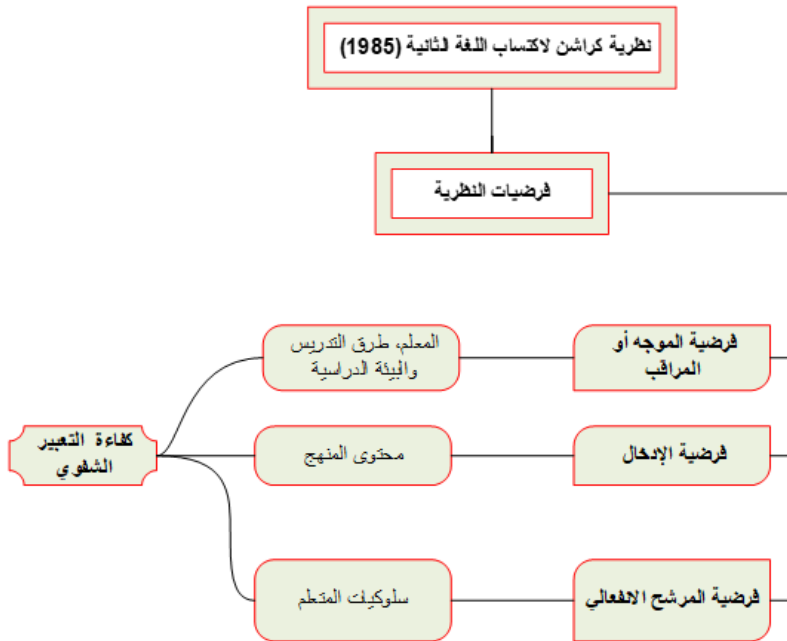 نظرية كراشن لاكتساب اللغة الثانية (1985)
فرضيات النظرية
فرضية الموجه أو
المراقب
المعلم، طرق التدريس
والبيئة الدراسية
فرضية الإدخال
محتوى المنهج
كفاءة التعبير
الشفوي
فرضية المرشح الانفعالي
سلوكيات المتعلم